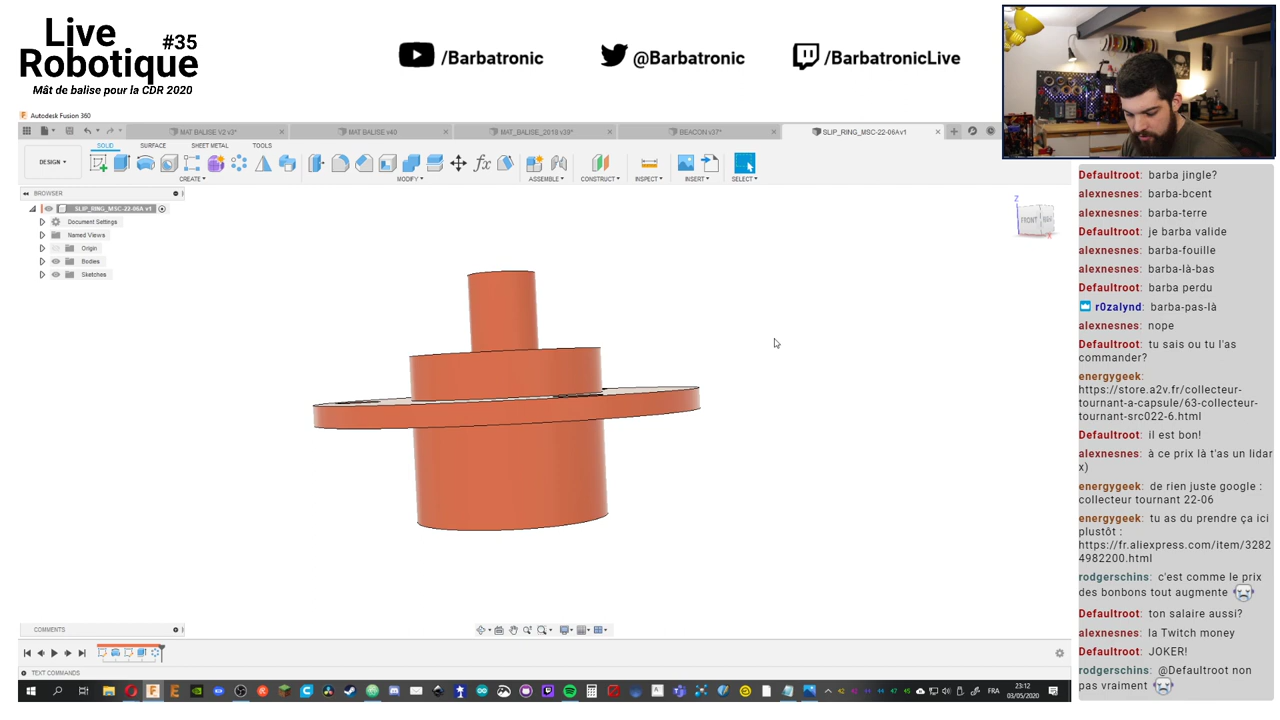 Live
Robotique #35
Mât de balise pour la CDR 2020
/Barbatronic
@Barbatronic
/BarbatronicLive
Autodesk Fusion 360
MAT BALISE V2 v3*
MAT BALISE v40
MAT_BALISE_2018 v39*
BEACON v37*
SLIP_RING_MSC-22-06A v1
SOLID
SURFACE
SHEET METAL
TOOLS
DESIGN
CREATE
MODIFY
ASSEMBLE
CONSTRUCT
INSPECT
INSERT
SELECT
BROWSER
SLIP_RING_MSC-22-06A v1
Document Settings
Named Views
Origin
Bodies
Sketches
Z
FRONT
COMMENTS
TEXT COMMANDS
FRA
23:12
03/05/2020
Defaultroot: barba jingle?
alexnesnes: barba-bcent
alexnesnes: barba-terre
Defaultroot: je barba valide
alexnesnes: barba-fouille
alexnesnes: barba-là-bas
Defaultroot: barba perdu
r0zalynd: barba-pas-là
alexnesnes: nope
Defaultroot: tu sais ou tu l'as
commander?
energygeek:
https://store.a2v.fr/collecteur-
tournant-a-capsule/63-collecteur-
tournant-src022-6.html
Defaultroot: il est bon!
alexnesnes: à ce prix là t'as un lidar
x)
energygeek: de rien juste google :
collecteur tournant 22-06
energygeek: tu as du prendre ça ici
plustôt :
https://fr.aliexpress.com/item/3282
4982200.html
rodgerschins: c'est comme le prix
des bonbons tout augmente
Defaultroot: ton salaire aussi?
alexnesnes: la Twitch money
Defaultroot: JOKER!
rodgerschins: @Defaultroot non
pas vraiment